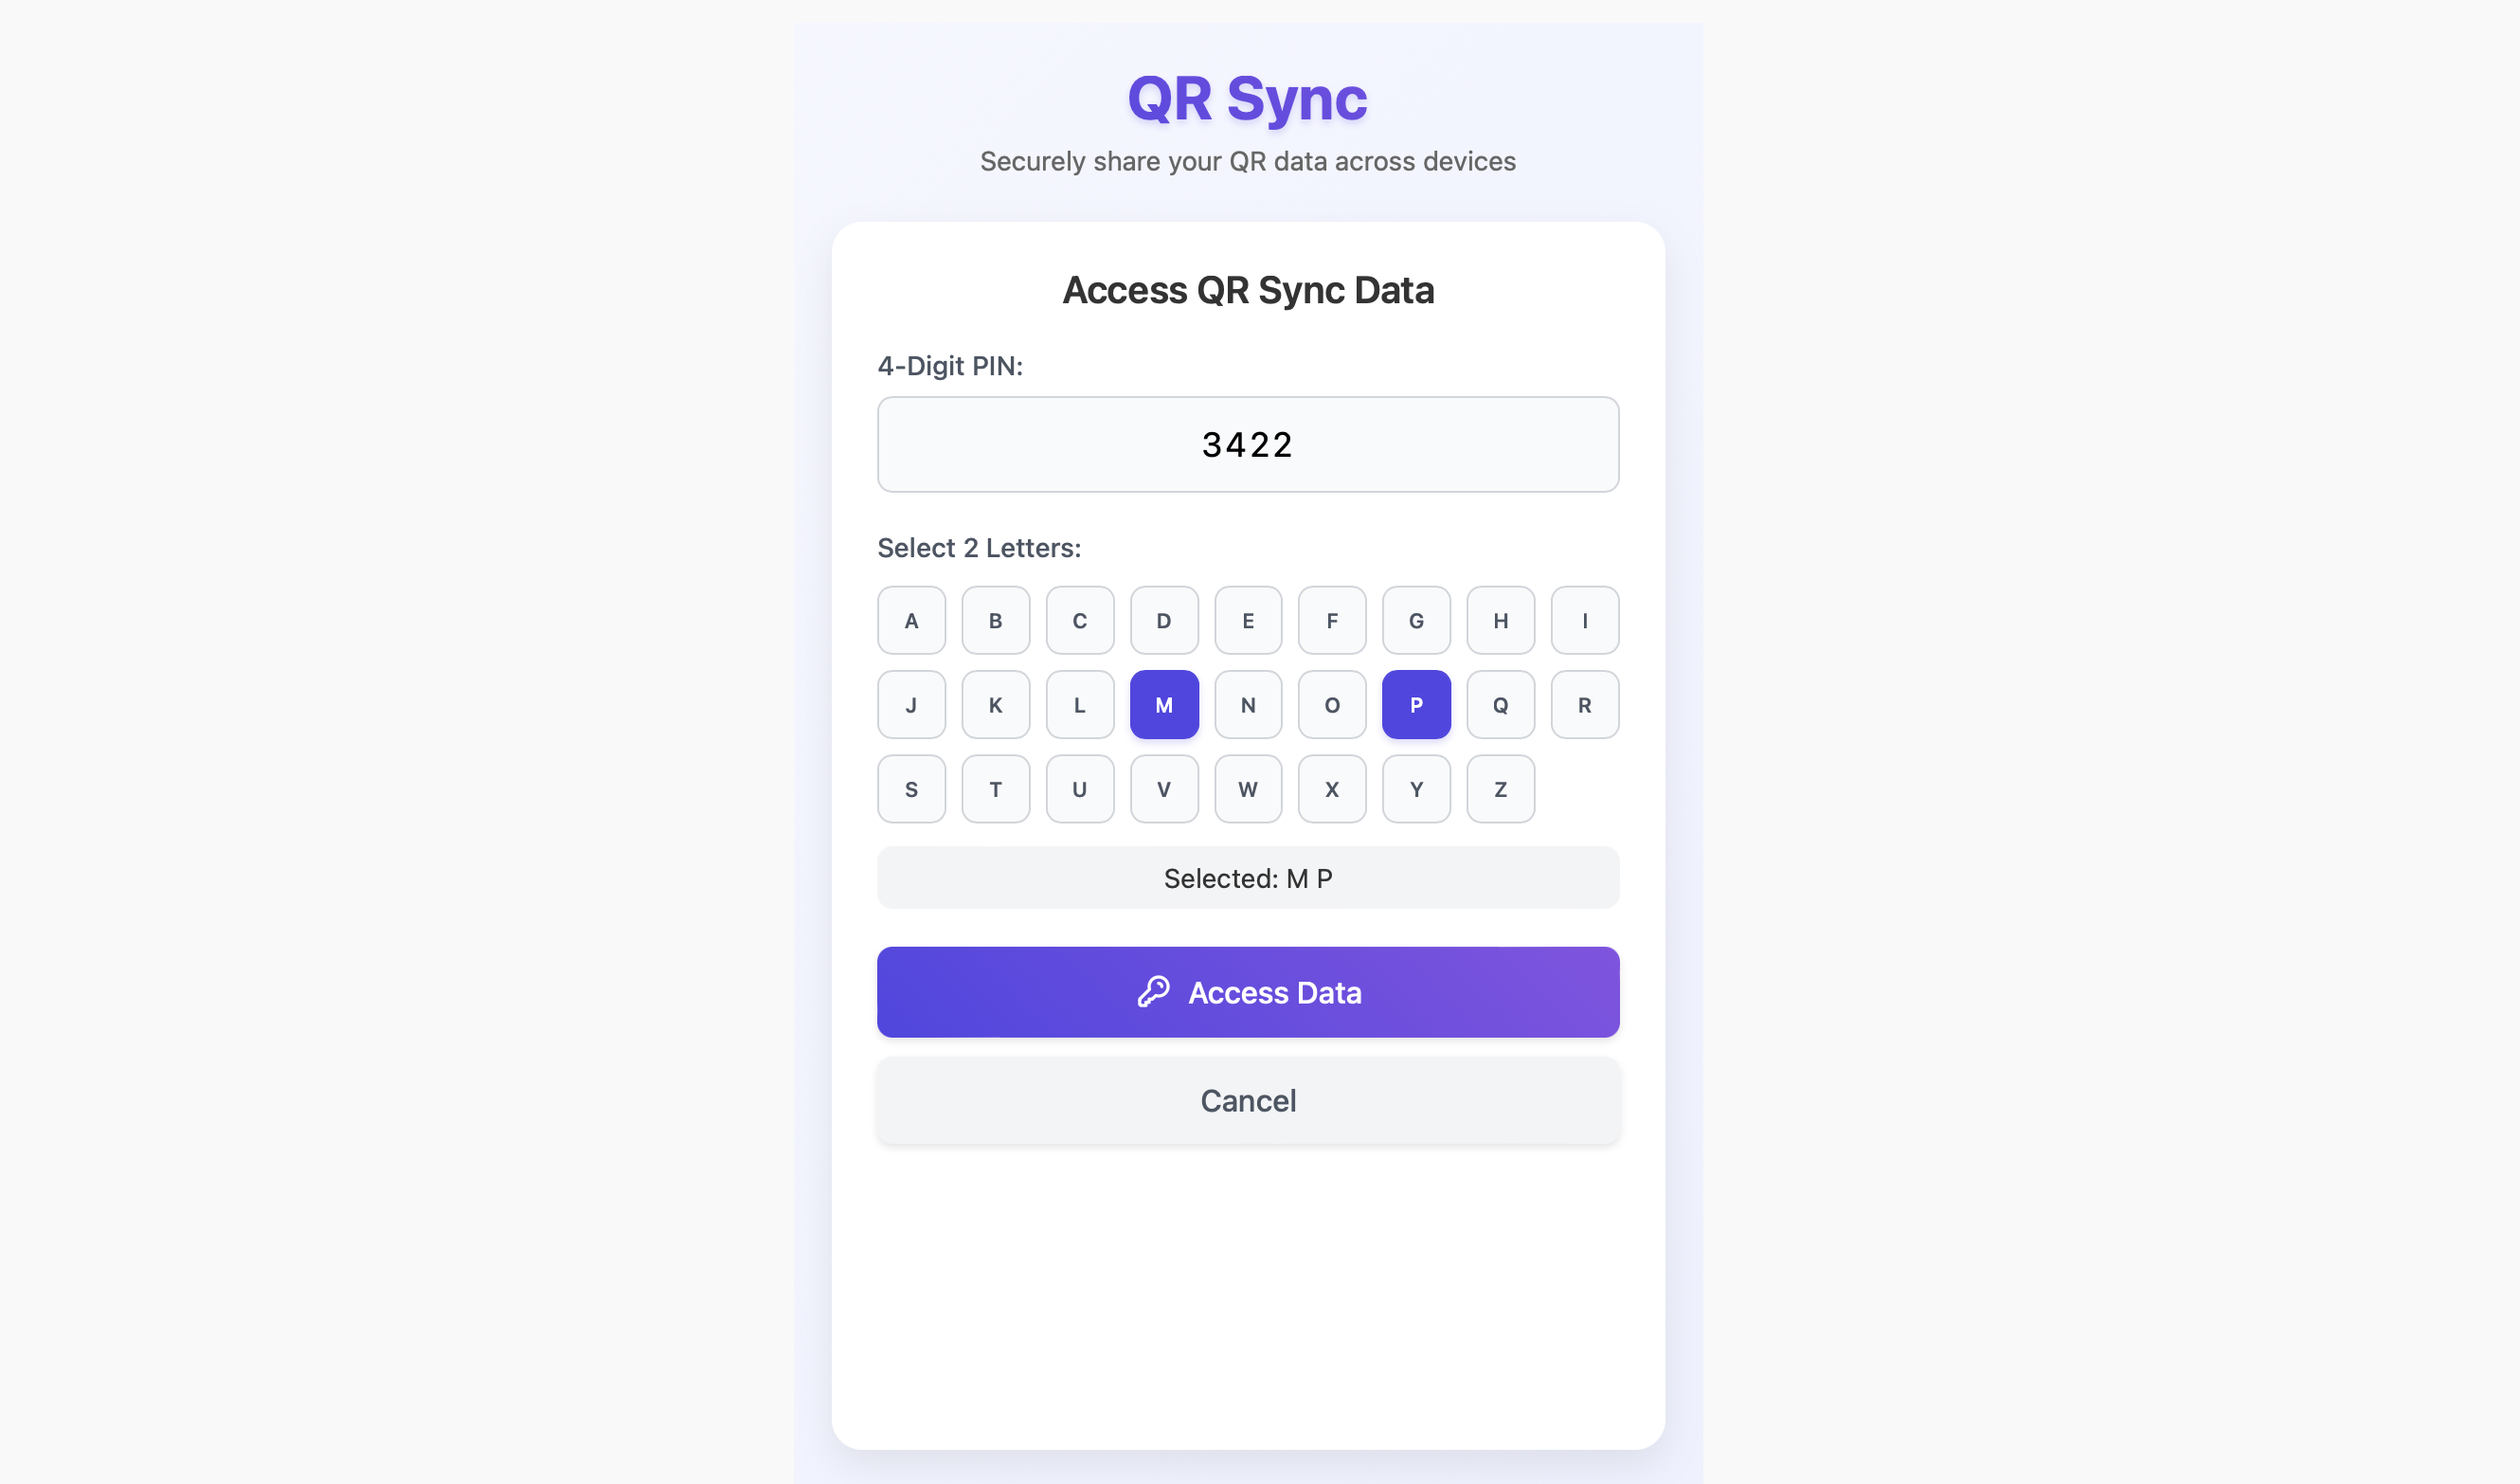 QR Sync
Securely share your QR data across devices
Access QR Sync Data
4-Digit PIN:
3422
Select 2 Letters:
A B C D E F G H I
J K L M N O P Q R
S T U V W X Y Z
Selected: M P
Access Data
Cancel